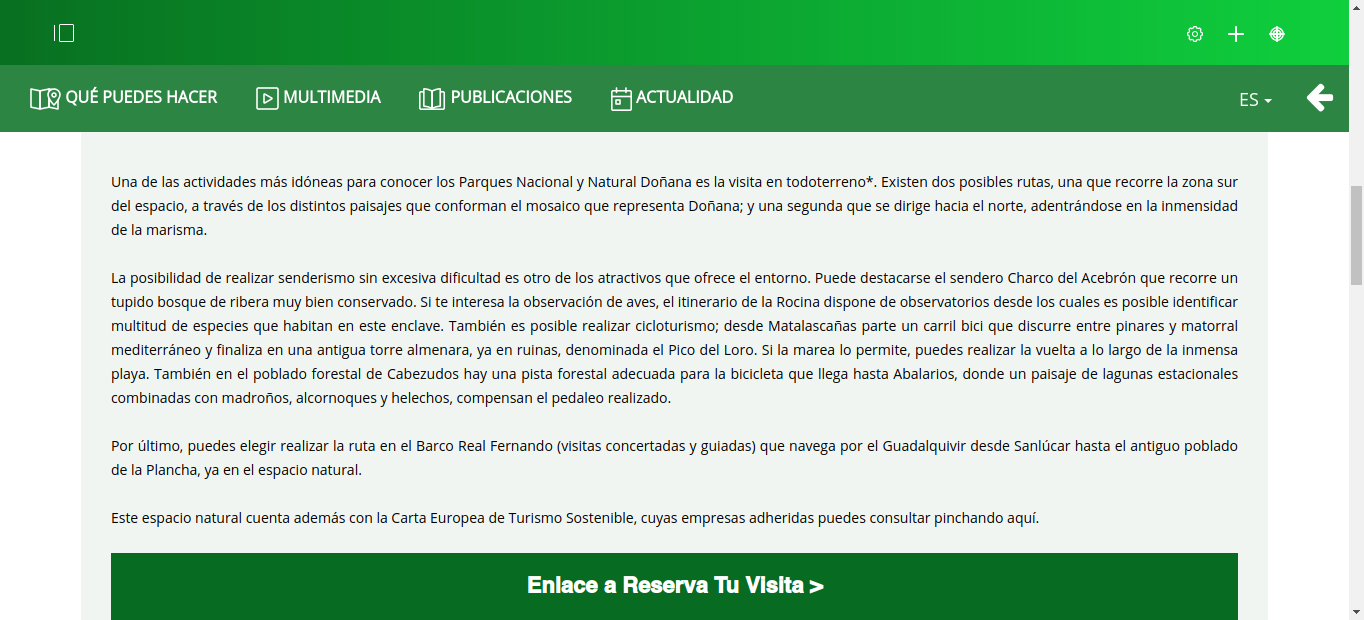 QUÉ PUEDES HACER
MULTIMEDIA
PUBLICACIONES
ACTUALIDAD
ES
Una de las actividades más idóneas para conocer los Parques Nacional y Natural Doñana es la visita en todoterreno*. Existen dos posibles rutas, una que recorre la zona sur
del espacio, a través de los distintos paisajes que conforman el mosaico que representa Doñana; y una segunda que se dirige hacia el norte, adentrándose en la inmensidad
de la marisma.
La posibilidad de realizar senderismo sin excesiva dificultad es otro de los atractivos que ofrece el entorno. Puede destacarse el sendero Charco del Acebrón que recorre un
tupido bosque de ribera muy bien conservado. Si te interesa la observación de aves, el itinerario de la Rocina dispone de observatorios desde los cuales es posible identificar
multitud de especies que habitan en este enclave. También es posible realizar cicloturismo; desde Matalascañas parte un carril bici que discurre entre pinares y matorral
mediterráneo y finaliza en una antigua torre almenara, ya en ruinas, denominada el Pico del Loro. Si la marea lo permite, puedes realizar la vuelta a lo largo de la inmensa
playa. También en el poblado forestal de Cabezudos hay una pista forestal adecuada para la bicicleta que llega hasta Abalarios, donde un paisaje de lagunas estacionales
combinadas con madroños, alcornoques y helechos, compensan el pedaleo realizado.
Por último, puedes elegir realizar la ruta en el Barco Real Fernando (visitas concertadas y guiadas) que navega por el Guadalquivir desde Sanlúcar hasta el antiguo poblado
de la Plancha, ya en el espacio natural.
Este espacio natural cuenta además con la Carta Europea de Turismo Sostenible, cuyas empresas adheridas puedes consultar pinchando aquí.
Enlace a Reserva Tu Visita >